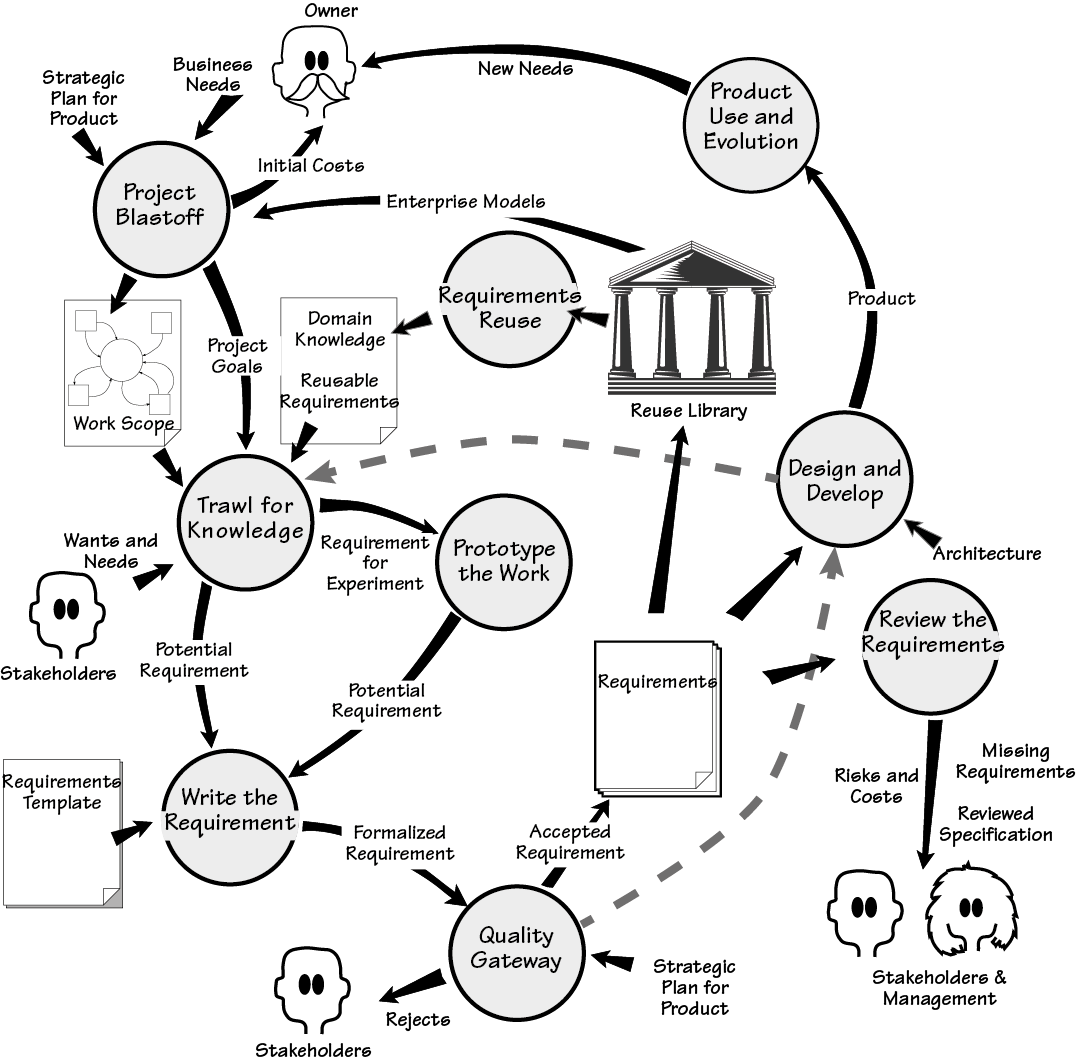 Owner
New Needs
Business
Needs
Strategic
Plan for
Product
Product
Use and
Evolution
Initial Costs
Project
Blastoff
Enterprise Models
Requirements
Reuse
Domain
Knowledge
Reusable
Requirements
Project
Goals
Work Scope
Reuse Library
Product
Design and
Develop
Architecture
Trawl for
Knowledge
Wants and
Needs
Stakeholders
Requirement
for
Experiment
Prototype
the Work
Potential
Requirement
Potential
Requirement
Requirements
Review the
Requirements
Requirements
Template
Write the
Requirement
Formalized
Requirement
Accepted
Requirement
Risks and
Costs
Missing
Requirements
Reviewed
Specification
Quality
Gateway
Strategic
Plan for
Product
Rejects
Stakeholders
Stakeholders &
Management